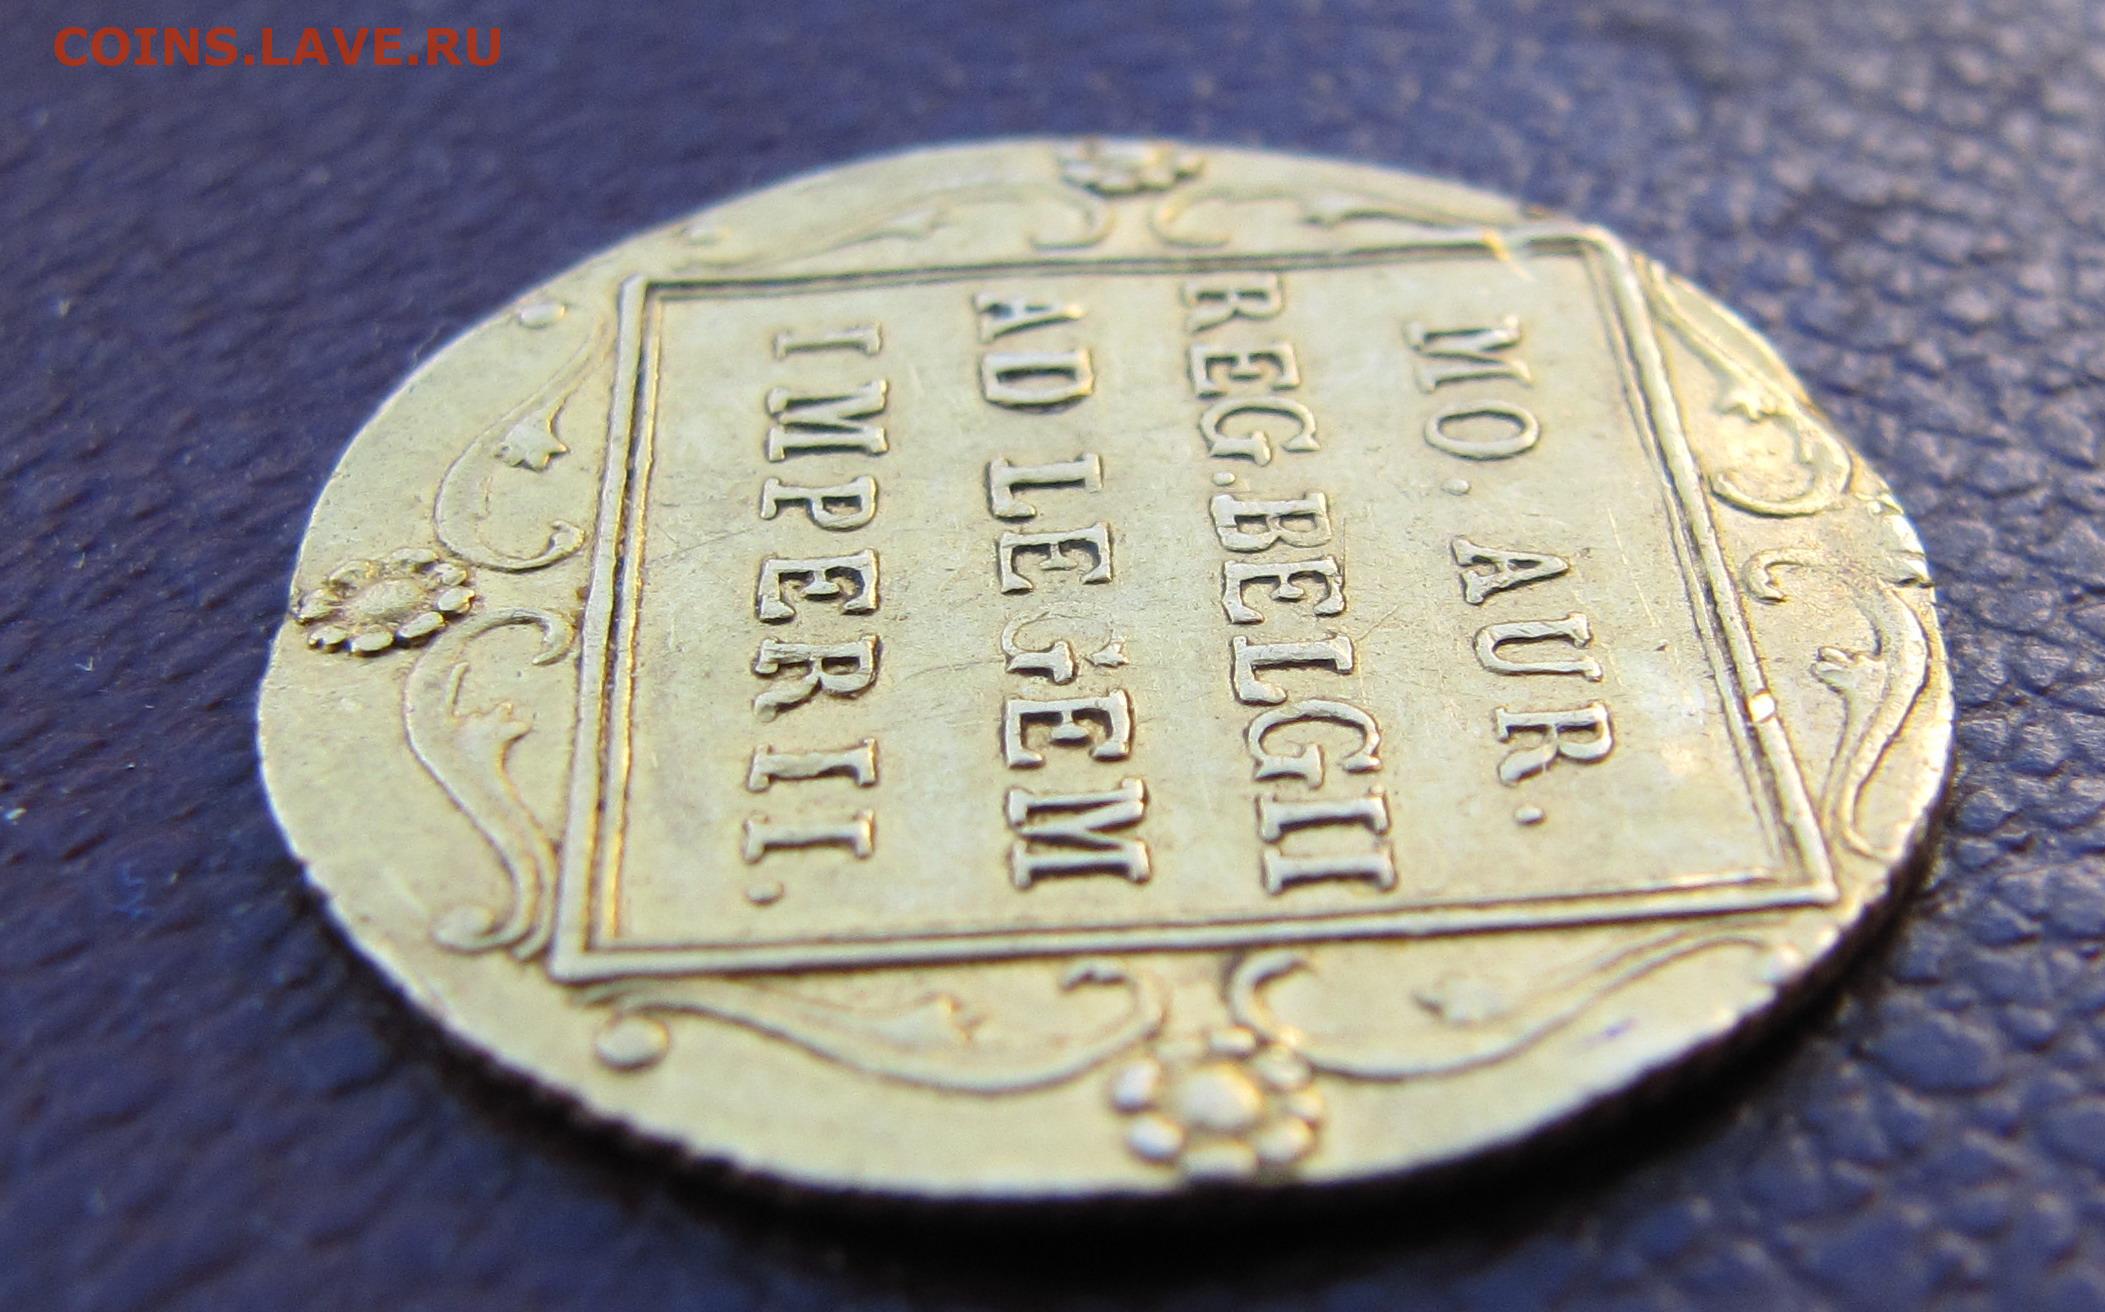 COINS.LAVE.RU
MO. AUR.
REG. BELGII
AD LEGEM
IMPERII.